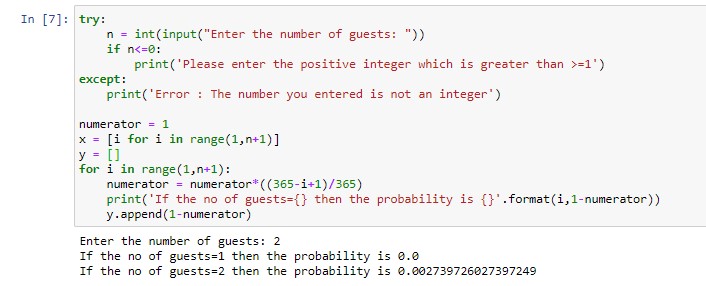 In [7]: try:
    n = int(input("Enter the number of guests: "))
    if n<=0:
        print('Please enter the positive integer which is greater than >=1')
except:
    print('Error : The number you entered is not an integer')

numerator = 1
x = [i for i in range(1,n+1)]
y = []
for i in range(1,n+1):
    numerator = numerator*((365-i+1)/365)
    print('If the no of guests={} then the probability is {}'.format(i,1-numerator))
    y.append(1-numerator)
Enter the number of guests: 2
If the no of guests=1 then the probability is 0.0
If the no of guests=2 then the probability is 0.002739726027397249